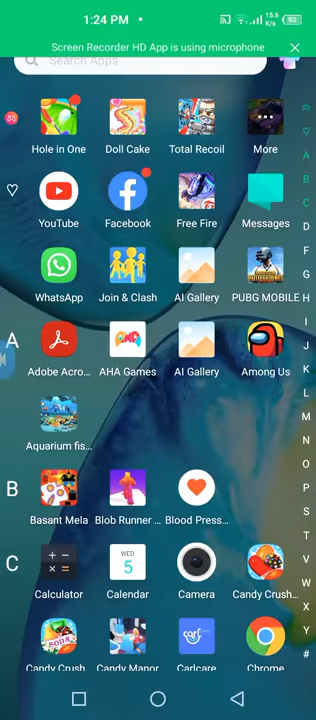 1:24 PM •
15.6
K/s
93
Screen Recorder HD App is using microphone
Search Apps
Hole in One
Doll Cake
Total Recoil
More
YouTube
Facebook
Free Fire
Messages
WhatsApp
Join & Clash
AI Gallery
PUBG MOBILE
A
Adobe Acro...
AHA Games
AI Gallery
Among Us
Aquarium fis...
B
Basant Mela
Blob Runner ...
Blood Press...
C
+ −
× =
WED
5
Calculator
Calendar
Camera
Candy Crush...
SODA
carl
Candy Crush
Candy Manor
Carlcare
Chrome
A
B
C
D
E
F
G
H
I
J
K
L
M
N
O
P
S
T
V
W
X
Y
#